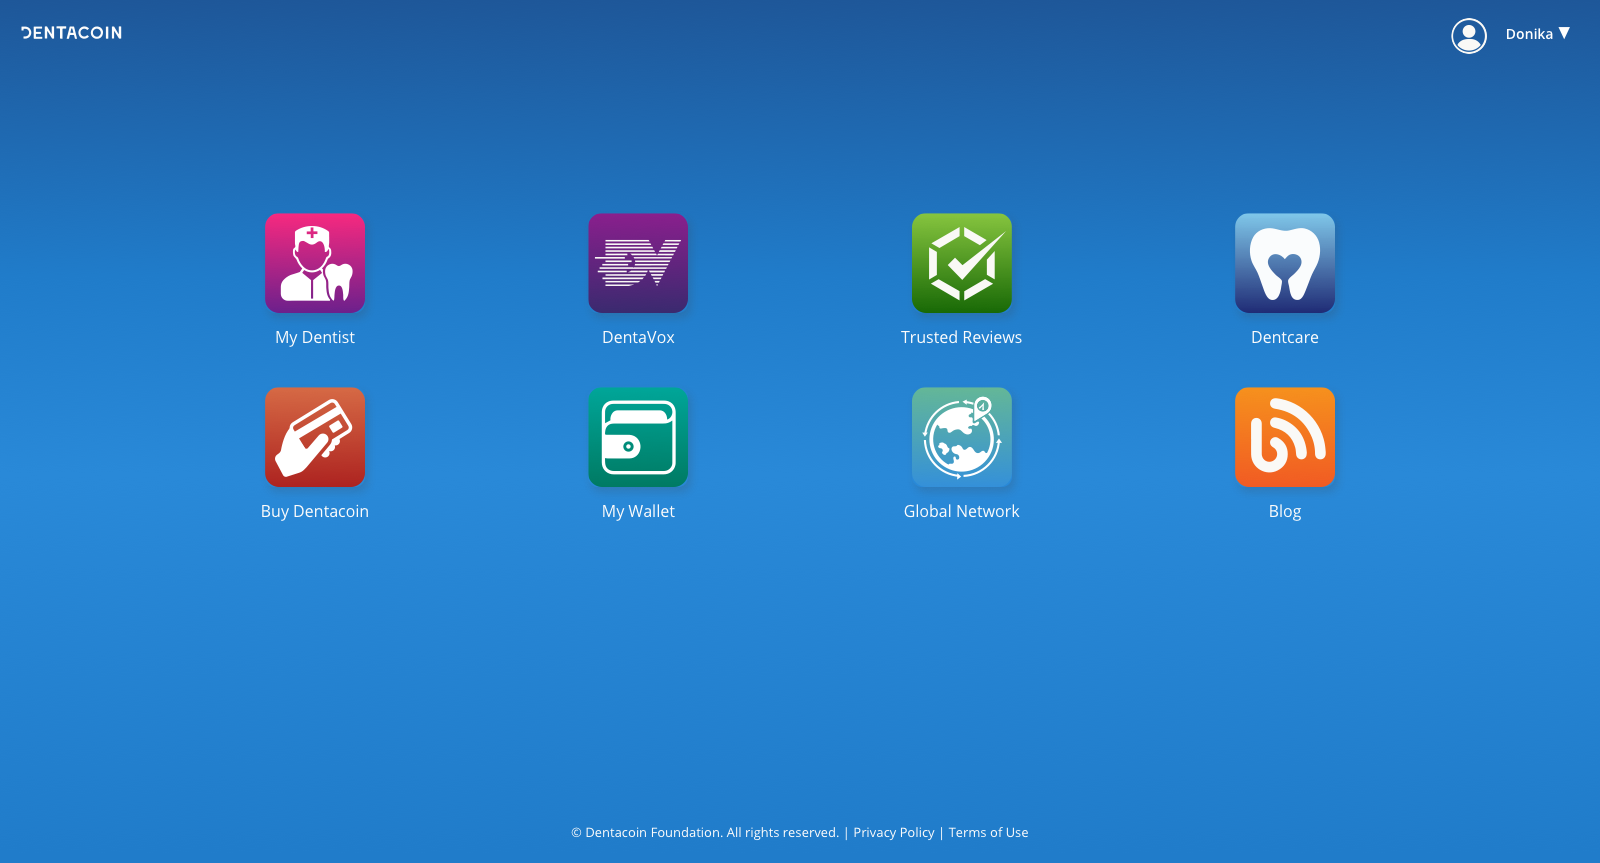 DENTACOIN
Donika ▼
My Dentist
DentaVox
Trusted Reviews
Dentcare
Buy Dentacoin
My Wallet
Global Network
Blog
© Dentacoin Foundation. All rights reserved. | Privacy Policy | Terms of Use